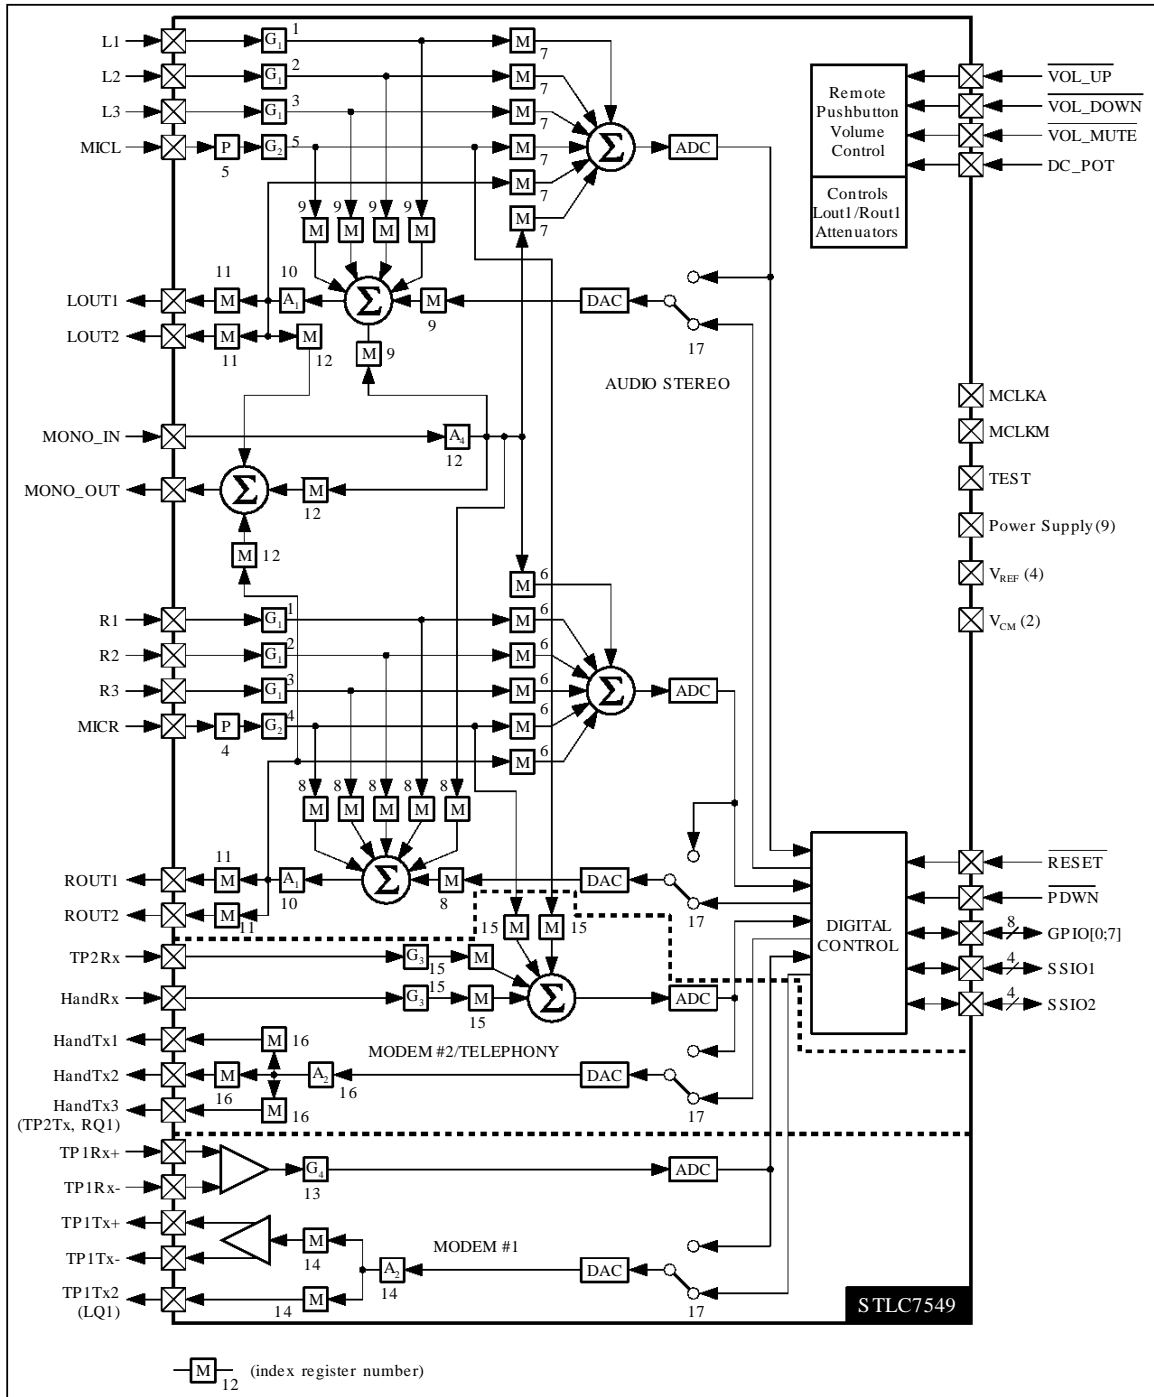 L1 G1 1 M 7
L2 G1 2 M 7
L3 G1 3 M 7
MICL P 5 G2 5 M 7
Σ ADC
M 7
M 7
9 M 9 M 9 M 9 M
Remote
Pushbutton
Volume
Control
Controls
Lout1/Rout1
Attenuators
VOL_UP
VOL_DOWN
VOL_MUTE
DC_POT
LOUT1 11 M 10 A1 Σ M 9 DAC 17
LOUT2 M 11 M 12 M 9
AUDIO STEREO
MONO_IN A4 12
MONO_OUT Σ M 12
M 12
MCLKA
MCLKM
TEST
Power Supply (9)
VREF (4)
VCM (2)
M 6
R1 G1 1 M 6
R2 G1 2 M 6
R3 G1 3 M 6
MICR P 4 G2 4 M 6
Σ ADC
M 6
8 M 8 M 8 M 8 M 8 M
ROUT1 11 M A1 10 Σ M 8 DAC 17
ROUT2 M 11
15 M M 15
DIGITAL
CONTROL
RESET
PDWN
8 GPIO[0;7]
4 SSIO1
4 SSIO2
TP2Rx G3 15 M
HandRx G3 15 M 15 Σ ADC
HandTx1 M 16
MODEM #2/TELEPHONY
HandTx2 M 16 A2 16 DAC 17
HandTx3 M 16
(TP2Tx, RQ1)
TP1Rx+
TP1Rx- G4 13 ADC
TP1Tx+
TP1Tx- M 14
MODEM #1
A2 14 DAC 17
TP1Tx2 14 M
(LQ1)
STLC7549
M 12 (index register number)